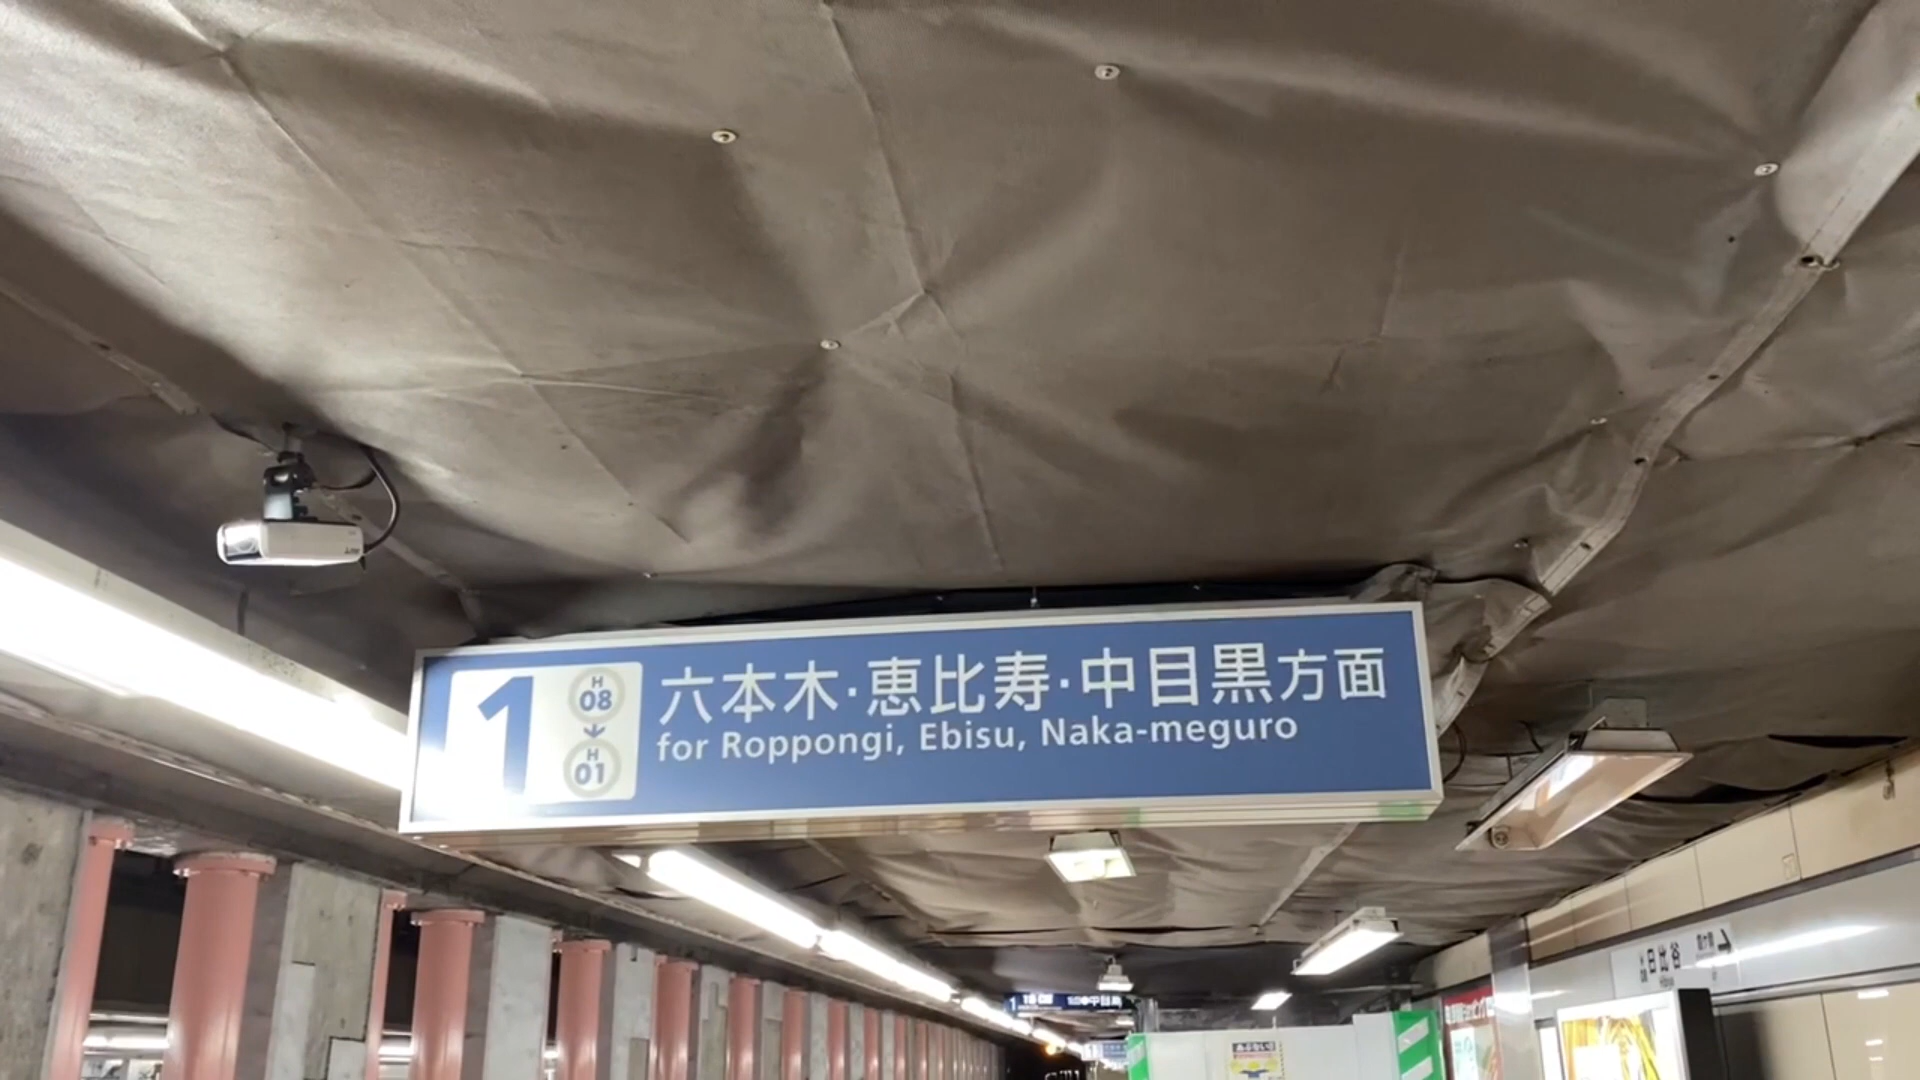 1
H
08
H
01
六本木・恵比寿・中目黒方面
for Roppongi, Ebisu, Naka-meguro
日比谷